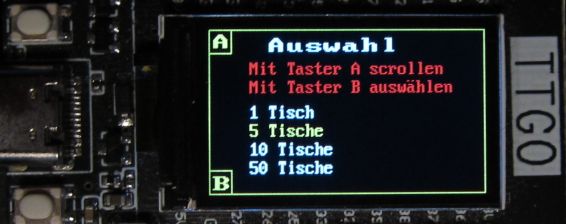 A
Auswahl
Mit Taster A scrollen
Mit Taster B auswählen
1 Tisch
5 Tische
10 Tische
50 Tische
B
TTGO